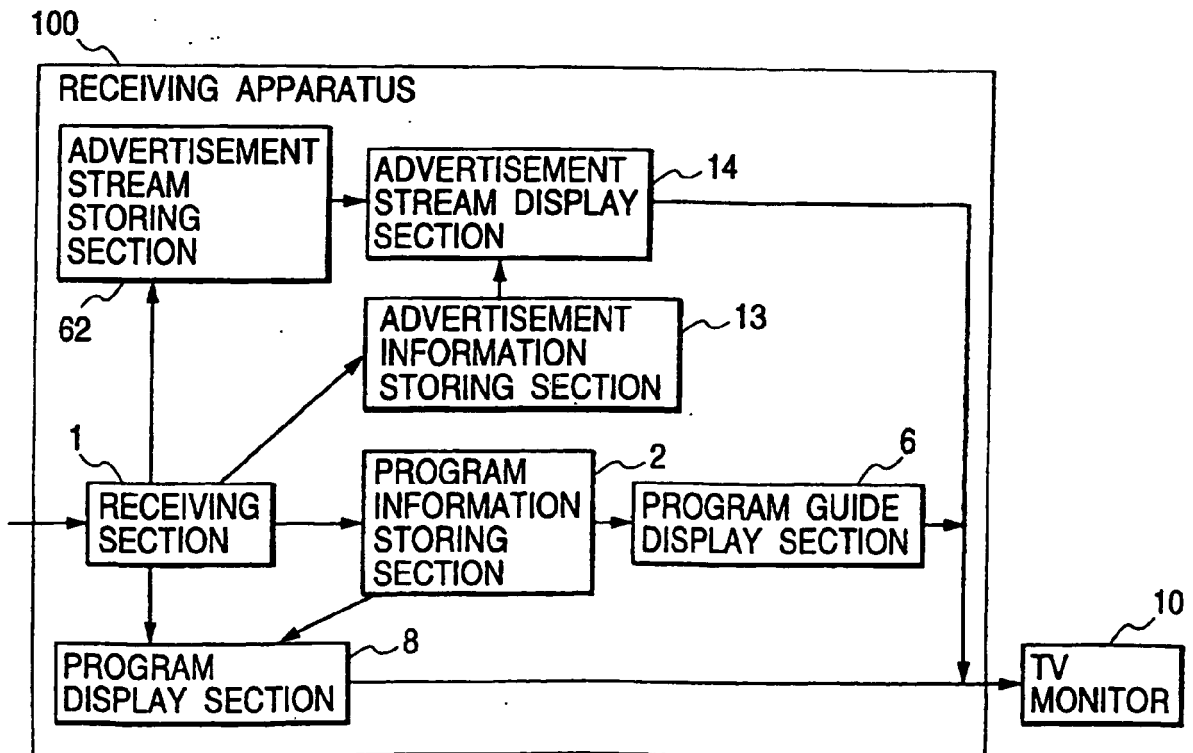 100
RECEIVING APPARATUS
ADVERTISEMENT
STREAM
STORING
SECTION
62
ADVERTISEMENT
STREAM DISPLAY
SECTION
14
ADVERTISEMENT
INFORMATION
STORING SECTION
13
1
RECEIVING
SECTION
PROGRAM
INFORMATION
STORING
SECTION
2
PROGRAM GUIDE
DISPLAY SECTION
6
PROGRAM
DISPLAY SECTION
8
TV
MONITOR
10